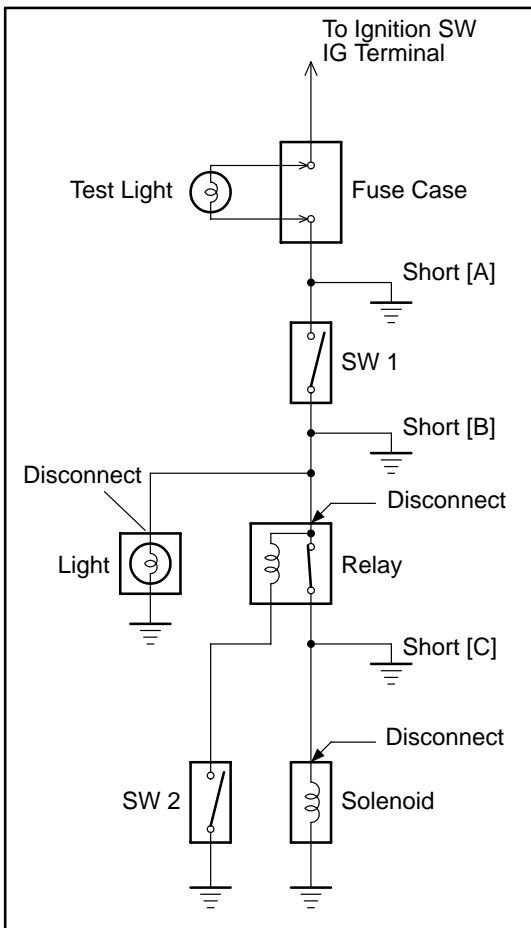 To Ignition SW
IG Terminal
Test Light
Fuse Case
Short [A]
SW 1
Short [B]
Disconnect
Disconnect
Light
Relay
Short [C]
Disconnect
SW 2
Solenoid